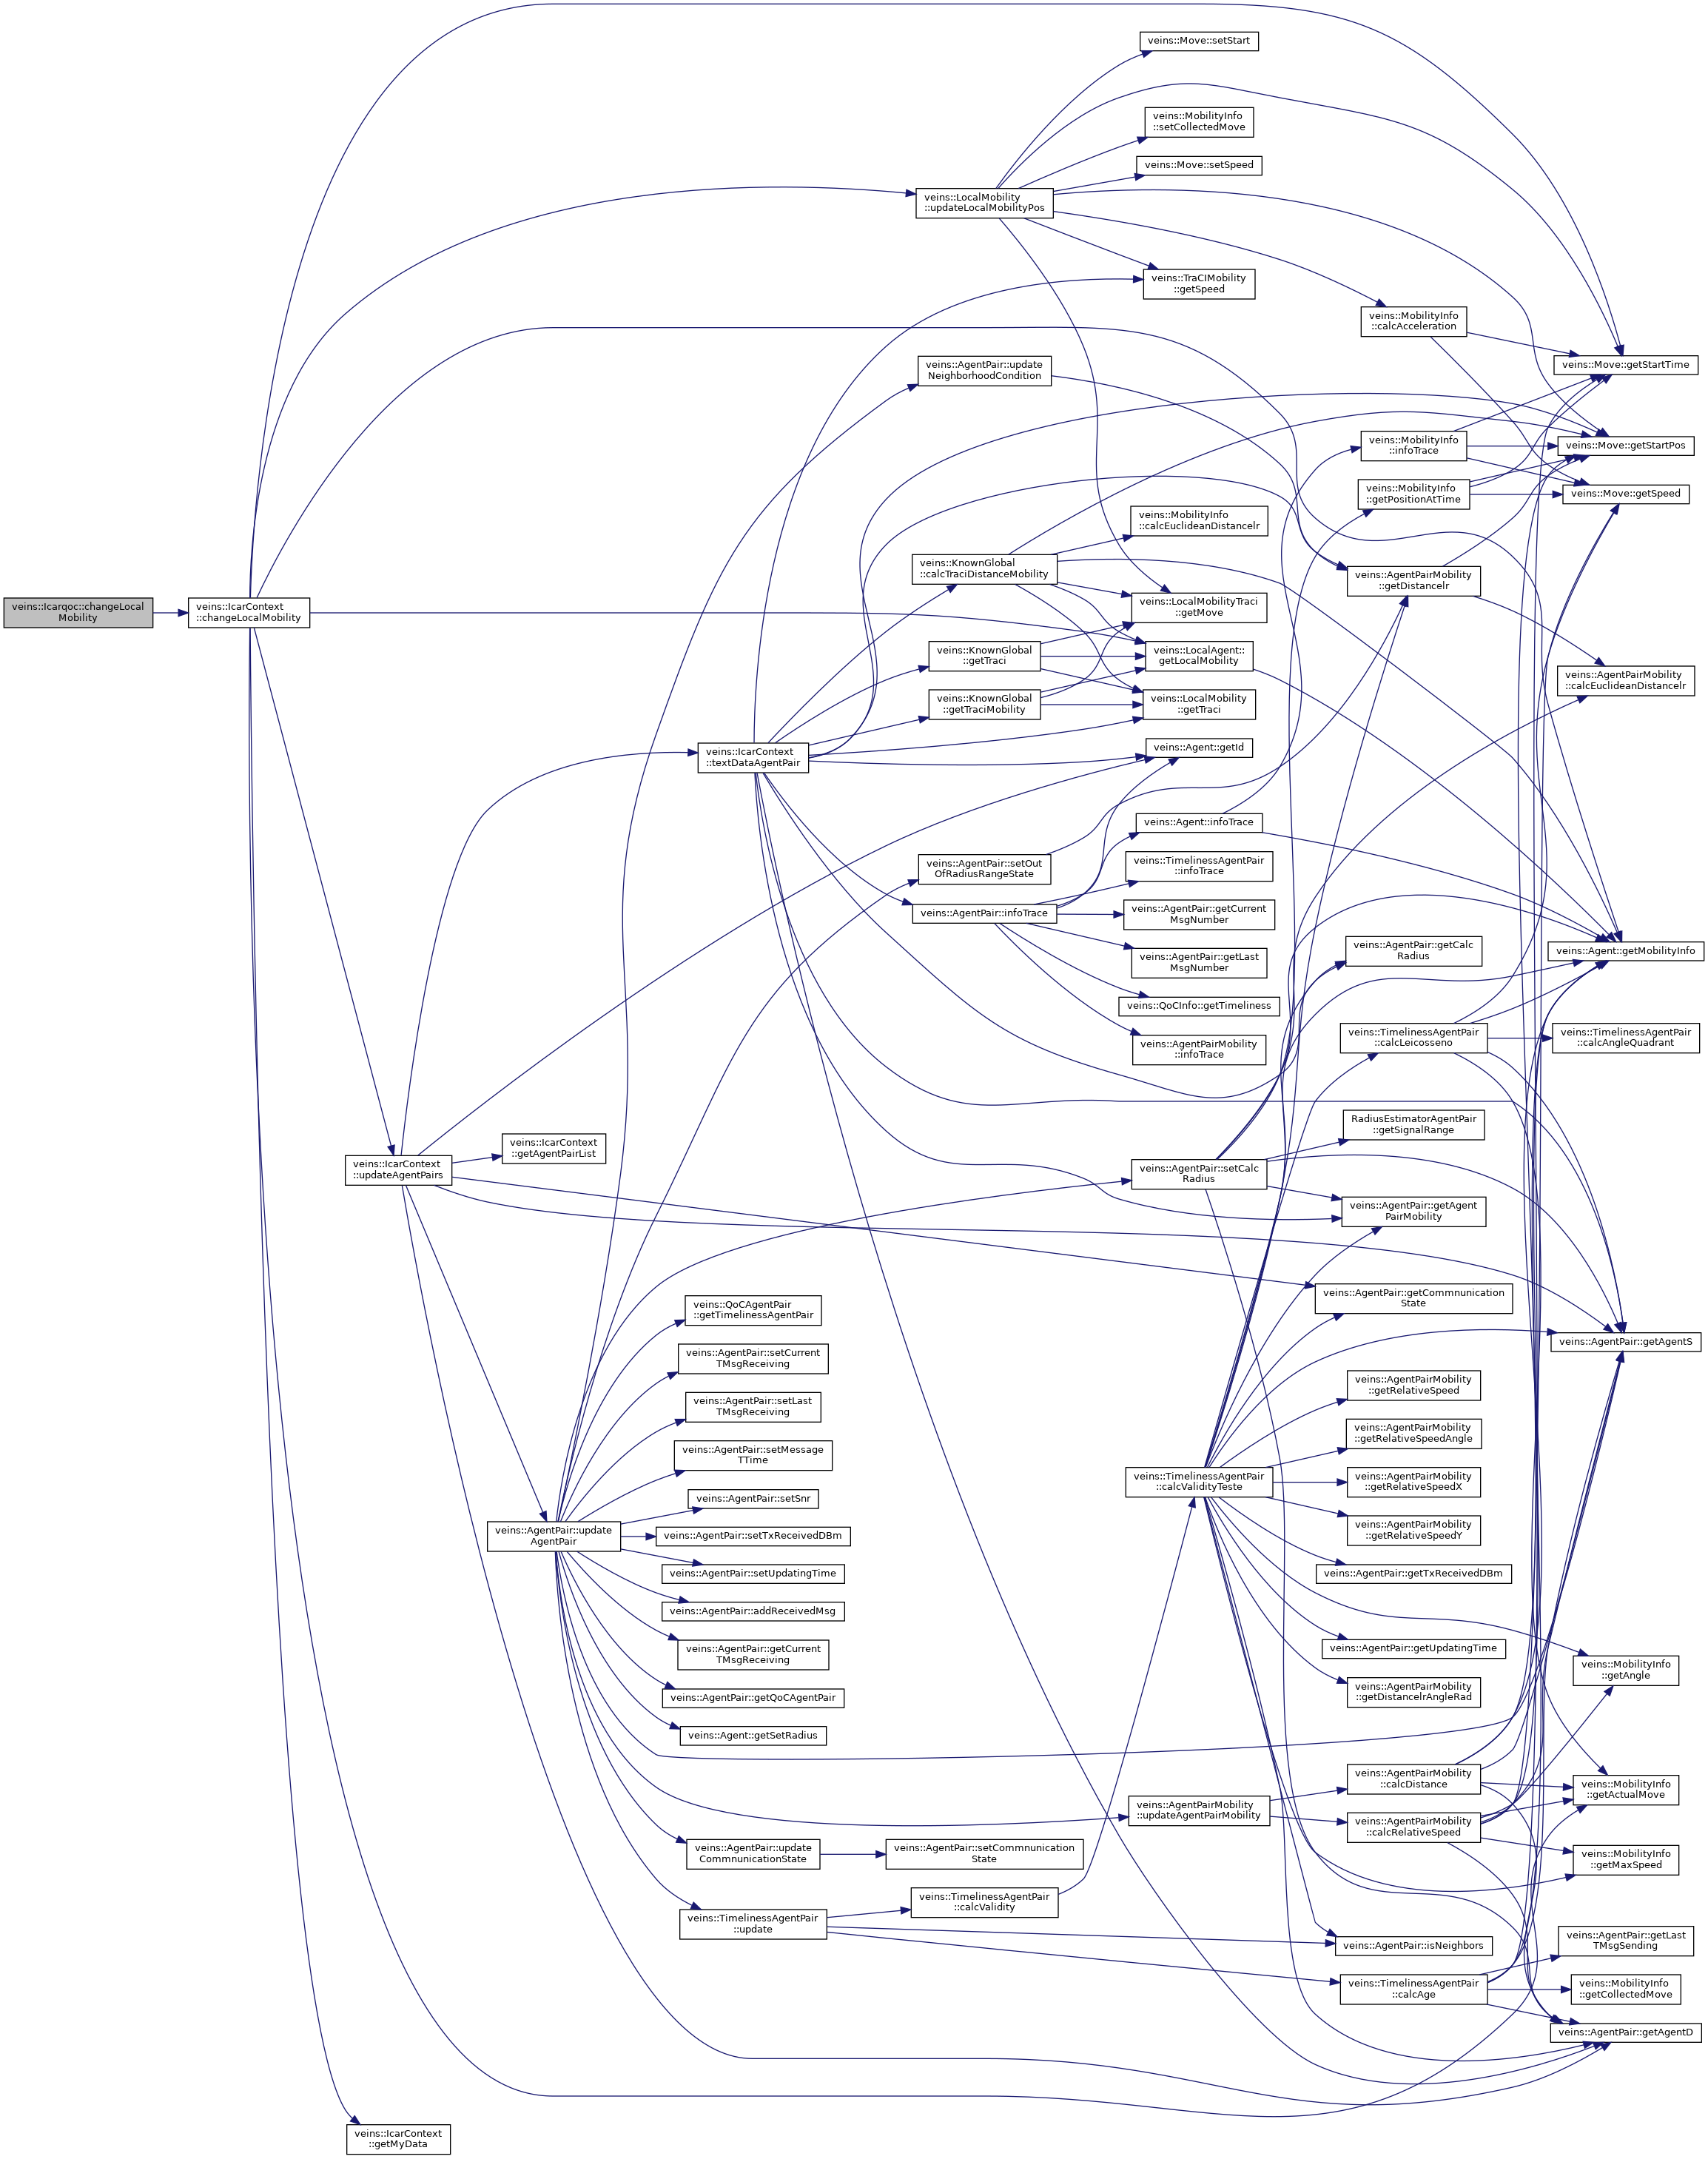 veins::Icarqoc::changeLocal
Mobility
veins::IcarContext
::changeLocalMobility
veins::IcarContext
::updateAgentPairs
veins::IcarContext
::getMyData
veins::IcarContext
::getAgentPairList
veins::AgentPair::update
AgentPair
veins::IcarContext
::textDataAgentPair
veins::QoCAgentPair
::getTimelinessAgentPair
veins::AgentPair::setCurrent
TMsgReceiving
veins::AgentPair::setLast
TMsgReceiving
veins::AgentPair::setMessage
TTime
veins::AgentPair::setSnr
veins::AgentPair::setTxReceivedDBm
veins::AgentPair::setUpdatingTime
veins::AgentPair::addReceivedMsg
veins::AgentPair::getCurrent
TMsgReceiving
veins::AgentPair::getQoCAgentPair
veins::Agent::getSetRadius
veins::AgentPair::update
CommnunicationState
veins::TimelinessAgentPair
::update
veins::LocalMobility
::updateLocalMobilityPos
veins::AgentPair::update
NeighborhoodCondition
veins::KnownGlobal
::calcTraciDistanceMobility
veins::KnownGlobal
::getTraci
veins::KnownGlobal
::getTraciMobility
veins::AgentPair::setOut
OfRadiusRangeState
veins::AgentPair::infoTrace
veins::AgentPair::setCommnunication
State
veins::TimelinessAgentPair
::calcValidity
veins::Move::setStart
veins::MobilityInfo
::setCollectedMove
veins::Move::setSpeed
veins::TraCIMobility
::getSpeed
veins::MobilityInfo
::calcEuclideanDistanceIr
veins::LocalMobilityTraci
::getMove
veins::LocalAgent::
getLocalMobility
veins::LocalMobility
::getTraci
veins::Agent::getId
veins::Agent::infoTrace
veins::TimelinessAgentPair
::infoTrace
veins::AgentPair::getCurrent
MsgNumber
veins::AgentPair::getLast
MsgNumber
veins::QoCInfo::getTimeliness
veins::AgentPairMobility
::infoTrace
veins::AgentPair::setCalc
Radius
veins::TimelinessAgentPair
::calcValidityTeste
veins::AgentPairMobility
::updateAgentPairMobility
veins::MobilityInfo
::calcAcceleration
veins::MobilityInfo
::infoTrace
veins::MobilityInfo
::getPositionAtTime
veins::AgentPairMobility
::getDistanceIr
veins::AgentPair::getCalc
Radius
veins::TimelinessAgentPair
::calcLeicosseno
RadiusEstimatorAgentPair
::getSignalRange
veins::AgentPair::getAgent
PairMobility
veins::AgentPair::getCommnunication
State
veins::AgentPairMobility
::getRelativeSpeed
veins::AgentPairMobility
::getRelativeSpeedAngle
veins::AgentPairMobility
::getRelativeSpeedX
veins::AgentPairMobility
::getRelativeSpeedY
veins::AgentPair::getTxReceivedDBm
veins::AgentPair::getUpdatingTime
veins::AgentPairMobility
::getDistanceIrAngleRad
veins::AgentPairMobility
::calcDistance
veins::AgentPairMobility
::calcRelativeSpeed
veins::AgentPair::isNeighbors
veins::TimelinessAgentPair
::calcAge
veins::Move::getStartTime
veins::Move::getStartPos
veins::Move::getSpeed
veins::AgentPairMobility
::calcEuclideanDistanceIr
veins::Agent::getMobilityInfo
veins::TimelinessAgentPair
::calcAngleQuadrant
veins::AgentPair::getAgentS
veins::MobilityInfo
::getAngle
veins::MobilityInfo
::getActualMove
veins::MobilityInfo
::getMaxSpeed
veins::AgentPair::getLast
TMsgSending
veins::MobilityInfo
::getCollectedMove
veins::AgentPair::getAgentD